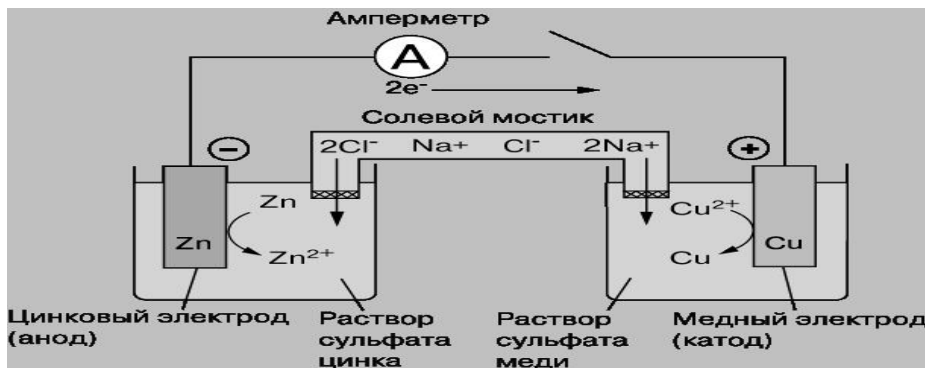 Амперметр
A
2e⁻
Солевой мостик
2Cl⁻ Na+ Cl⁻ 2Na+
− +
Zn Cu²⁺
Zn Cu
Zn²⁺ Cu
Цинковый электрод
(анод)
Раствор
сульфата
цинка
Раствор
сульфата
меди
Медный электрод
(катод)